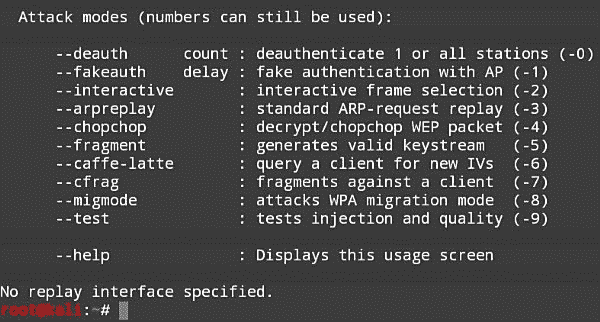 Attack modes (numbers can still be used):
--deauth count : deauthenticate 1 or all stations (-0)
--fakeauth delay : fake authentication with AP (-1)
--interactive : interactive frame selection (-2)
--arpreplay : standard ARP-request replay (-3)
--chopchop : decrypt/chopchop WEP packet (-4)
--fragment : generates valid keystream (-5)
--caffe-latte : query a client for new IVs (-6)
--cfrag : fragments against a client (-7)
--migmode : attacks WPA migration mode (-8)
--test : tests injection and quality (-9)
--help : Displays this usage screen
No replay interface specified.
root@kali:~#